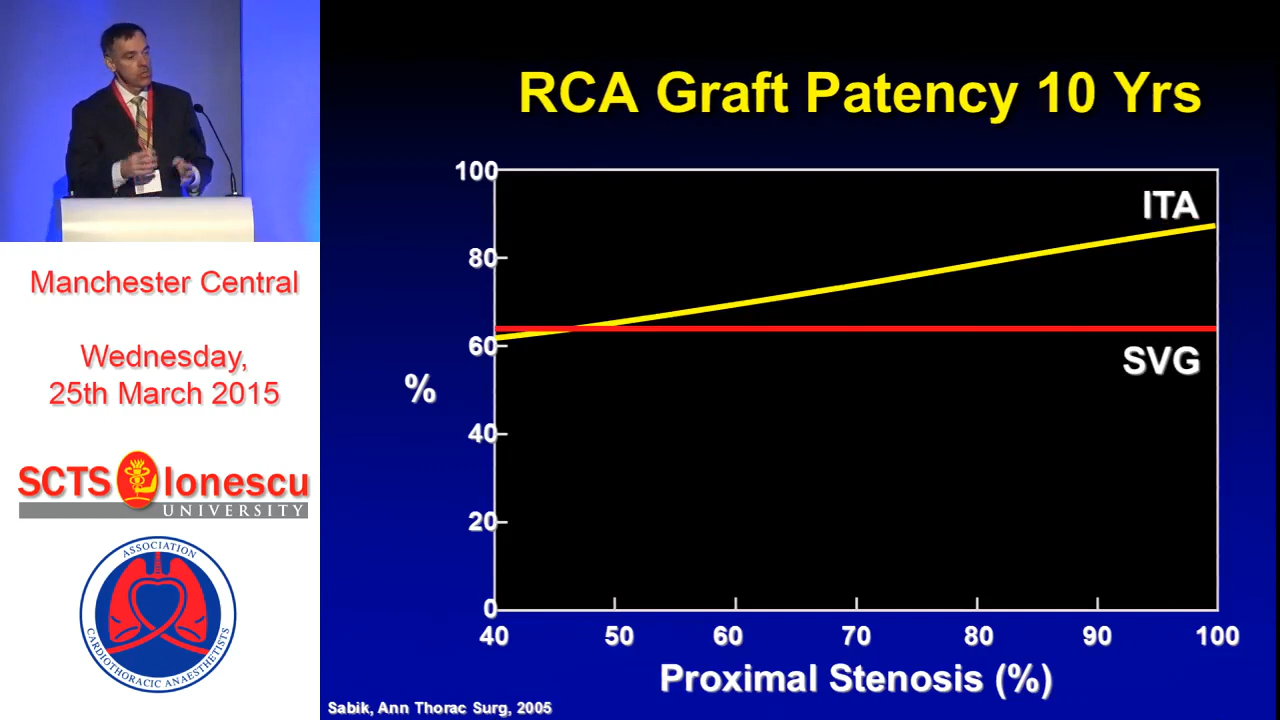 RCA Graft Patency 10 Yrs
100
80
60
40
20
0
%
ITA
SVG
40 50 60 70 80 90 100
Proximal Stenosis (%)
Sabik, Ann Thorac Surg, 2005
Manchester Central
Wednesday,
25th March 2015
SCTS Ionescu
UNIVERSITY
ASSOCIATION
CARDIOTHORACIC ANAESTHETISTS